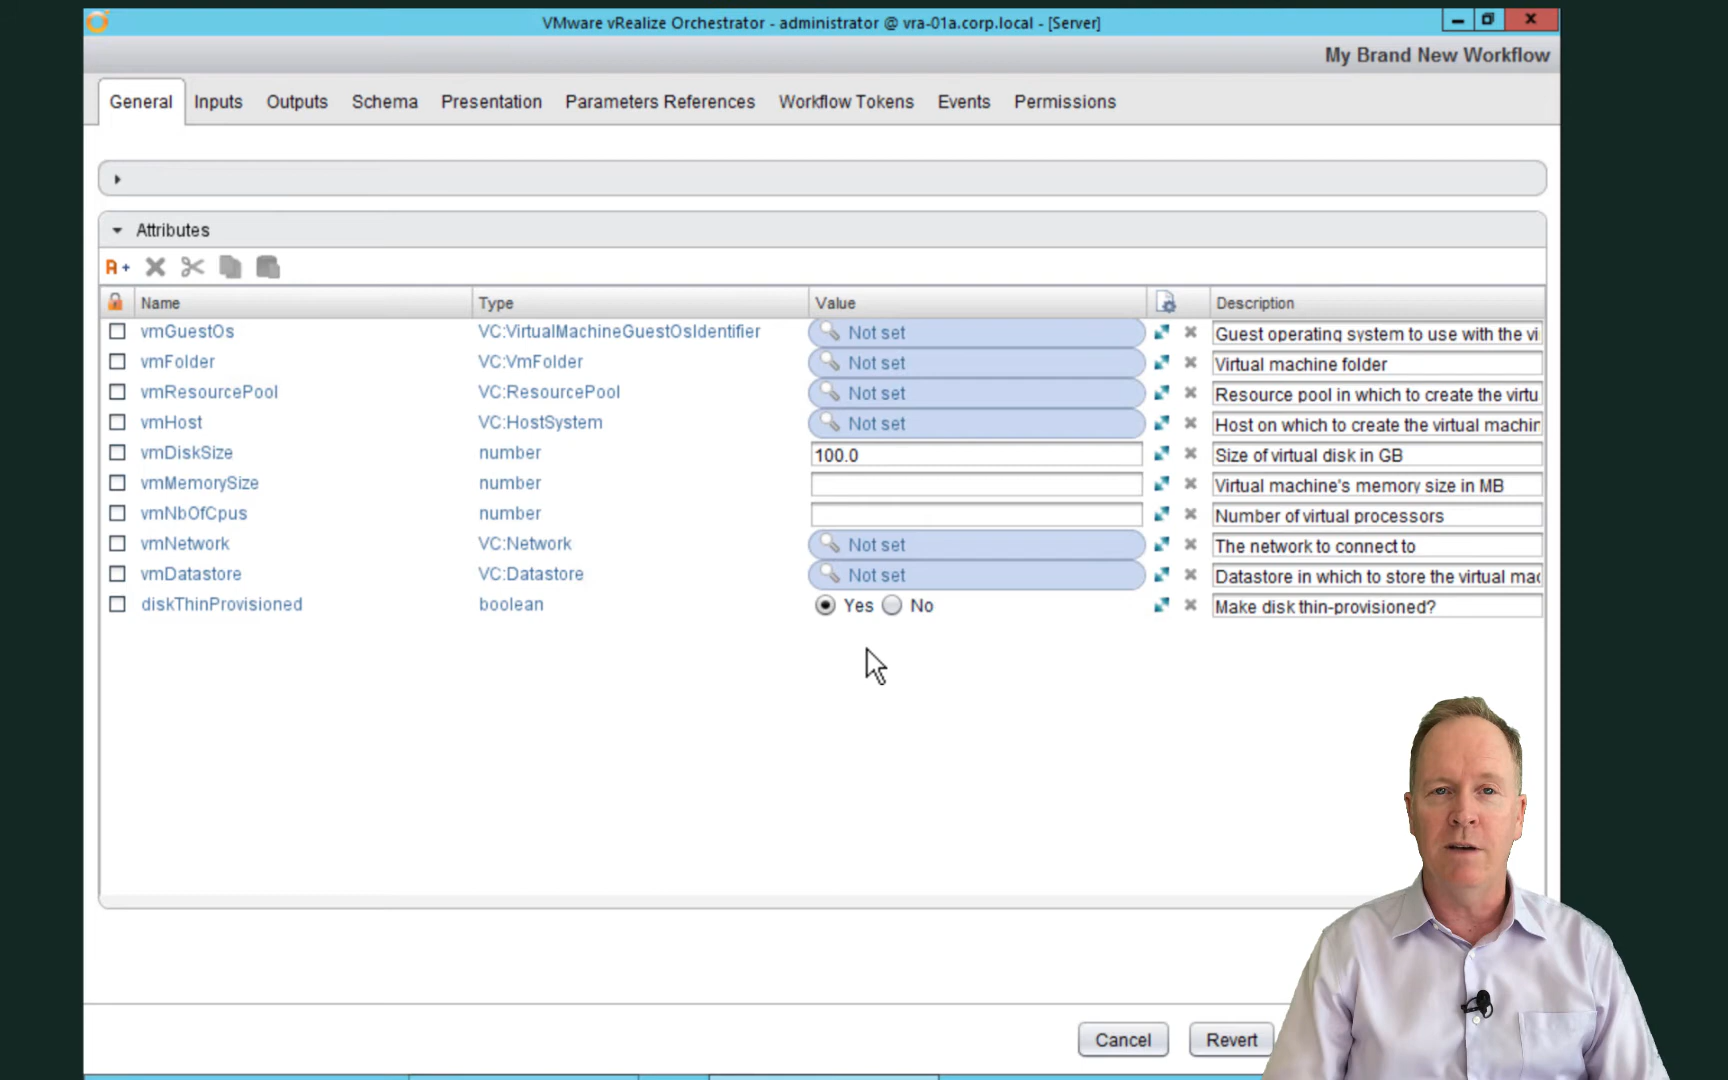 VMware vRealize Orchestrator - administrator @ vra-01a.corp.local - [Server]
My Brand New Workflow
General Inputs Outputs Schema Presentation Parameters References Workflow Tokens Events Permissions
Attributes
A+
Name Type Value Description
vmGuestOs VC:VirtualMachineGuestOsIdentifier Not set Guest operating system to use with the vi
vmFolder VC:VmFolder Not set Virtual machine folder
vmResourcePool VC:ResourcePool Not set Resource pool in which to create the virtu
vmHost VC:HostSystem Not set Host on which to create the virtual machin
vmDiskSize number 100.0 Size of virtual disk in GB
vmMemorySize number Virtual machine's memory size in MB
vmNbOfCpus number Number of virtual processors
vmNetwork VC:Network Not set The network to connect to
vmDatastore VC:Datastore Not set Datastore in which to store the virtual mac
diskThinProvisioned boolean Yes No Make disk thin-provisioned?
Cancel Revert